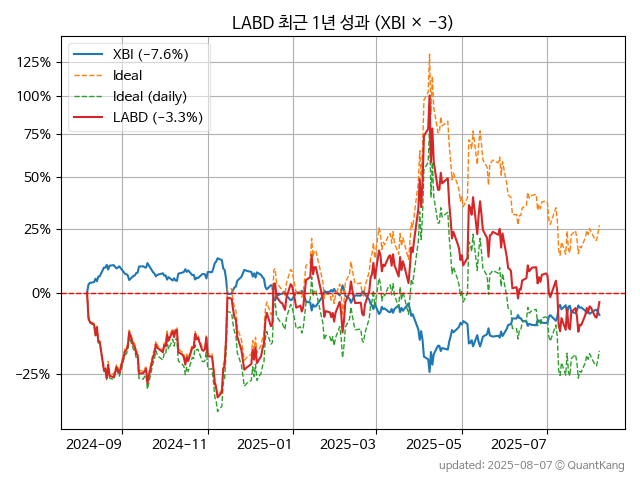 LABD 최근 1년 성과 (XBI × −3)
XBI (−7.6%)
Ideal
Ideal (daily)
LABD (−3.3%)
125%
100%
75%
50%
25%
0%
−25%
2024-09 2024-11 2025-01 2025-03 2025-05 2025-07
updated: 2025-08-07 © QuantKang